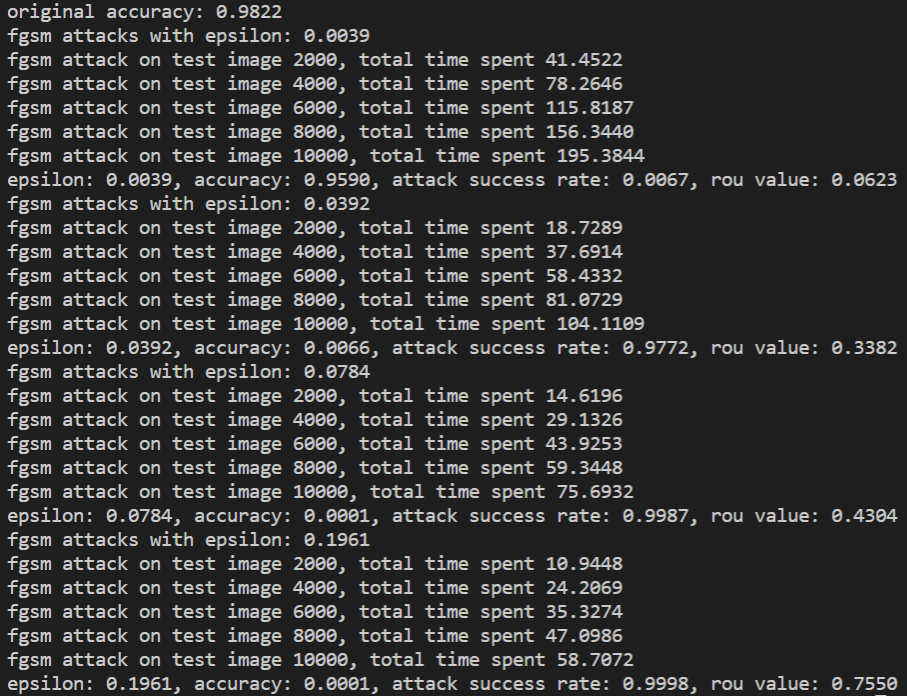 original accuracy: 0.9822
fgsm attacks with epsilon: 0.0039
fgsm attack on test image 2000, total time spent 41.4522
fgsm attack on test image 4000, total time spent 78.2646
fgsm attack on test image 6000, total time spent 115.8187
fgsm attack on test image 8000, total time spent 156.3440
fgsm attack on test image 10000, total time spent 195.3844
epsilon: 0.0039, accuracy: 0.9590, attack success rate: 0.0067, rou value: 0.0623
fgsm attacks with epsilon: 0.0392
fgsm attack on test image 2000, total time spent 18.7289
fgsm attack on test image 4000, total time spent 37.6914
fgsm attack on test image 6000, total time spent 58.4332
fgsm attack on test image 8000, total time spent 81.0729
fgsm attack on test image 10000, total time spent 104.1109
epsilon: 0.0392, accuracy: 0.0066, attack success rate: 0.9772, rou value: 0.3382
fgsm attacks with epsilon: 0.0784
fgsm attack on test image 2000, total time spent 14.6196
fgsm attack on test image 4000, total time spent 29.1326
fgsm attack on test image 6000, total time spent 43.9253
fgsm attack on test image 8000, total time spent 59.3448
fgsm attack on test image 10000, total time spent 75.6932
epsilon: 0.0784, accuracy: 0.0001, attack success rate: 0.9987, rou value: 0.4304
fgsm attacks with epsilon: 0.1961
fgsm attack on test image 2000, total time spent 10.9448
fgsm attack on test image 4000, total time spent 24.2069
fgsm attack on test image 6000, total time spent 35.3274
fgsm attack on test image 8000, total time spent 47.0986
fgsm attack on test image 10000, total time spent 58.7072
epsilon: 0.1961, accuracy: 0.0001, attack success rate: 0.9998, rou value: 0.7550